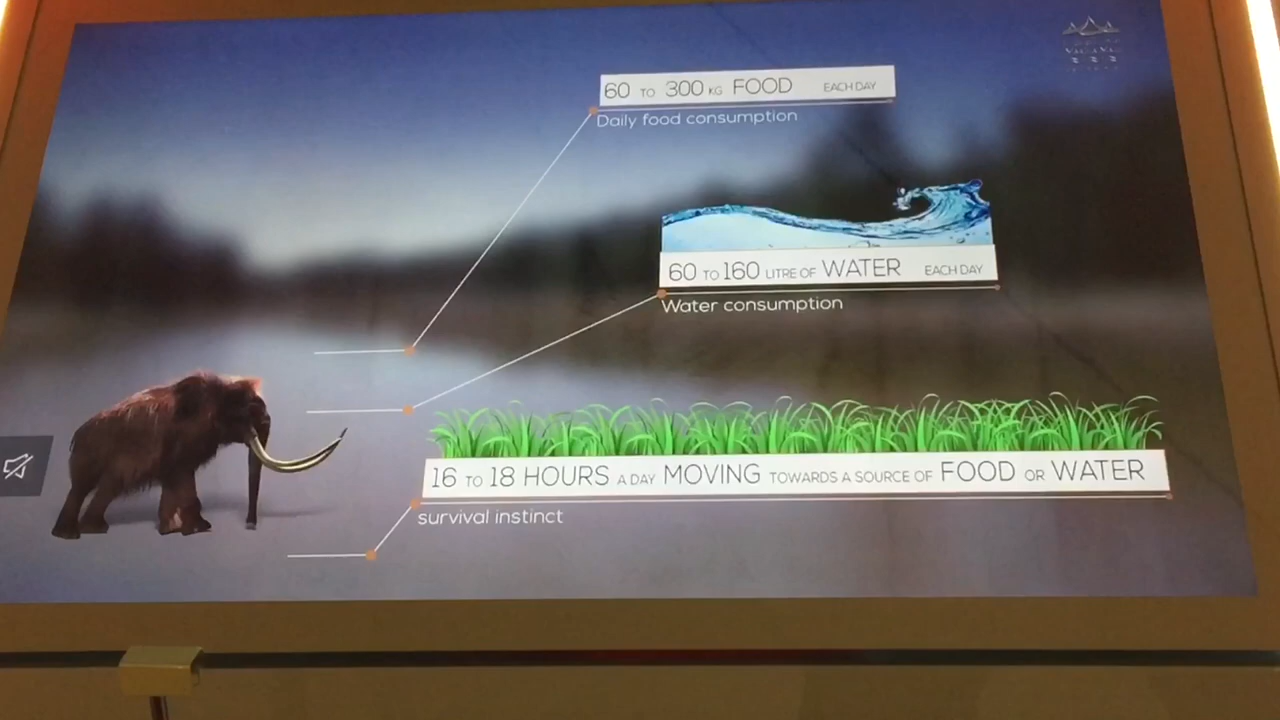 60 TO 300 KG FOOD EACH DAY
Daily food consumption
60 TO 160 LITRE OF WATER EACH DAY
Water consumption
16 TO 18 HOURS A DAY MOVING TOWARDS A SOURCE OF FOOD OR WATER
survival instinct